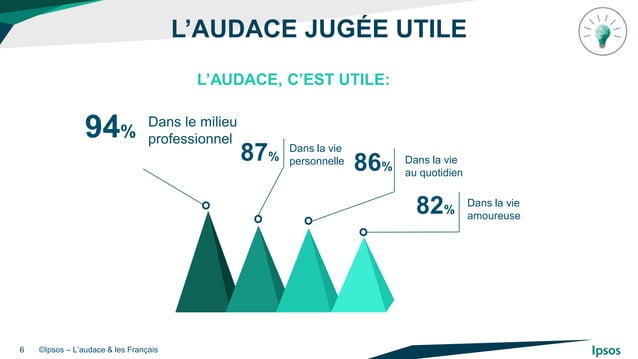 L’AUDACE JUGÉE UTILE
L’AUDACE, C’EST UTILE:
94%
Dans le milieu
professionnel
87%
Dans la vie
personnelle
86%
Dans la vie
au quotidien
82%
Dans la vie
amoureuse
6 ©Ipsos – L’audace & les Français
Ipsos